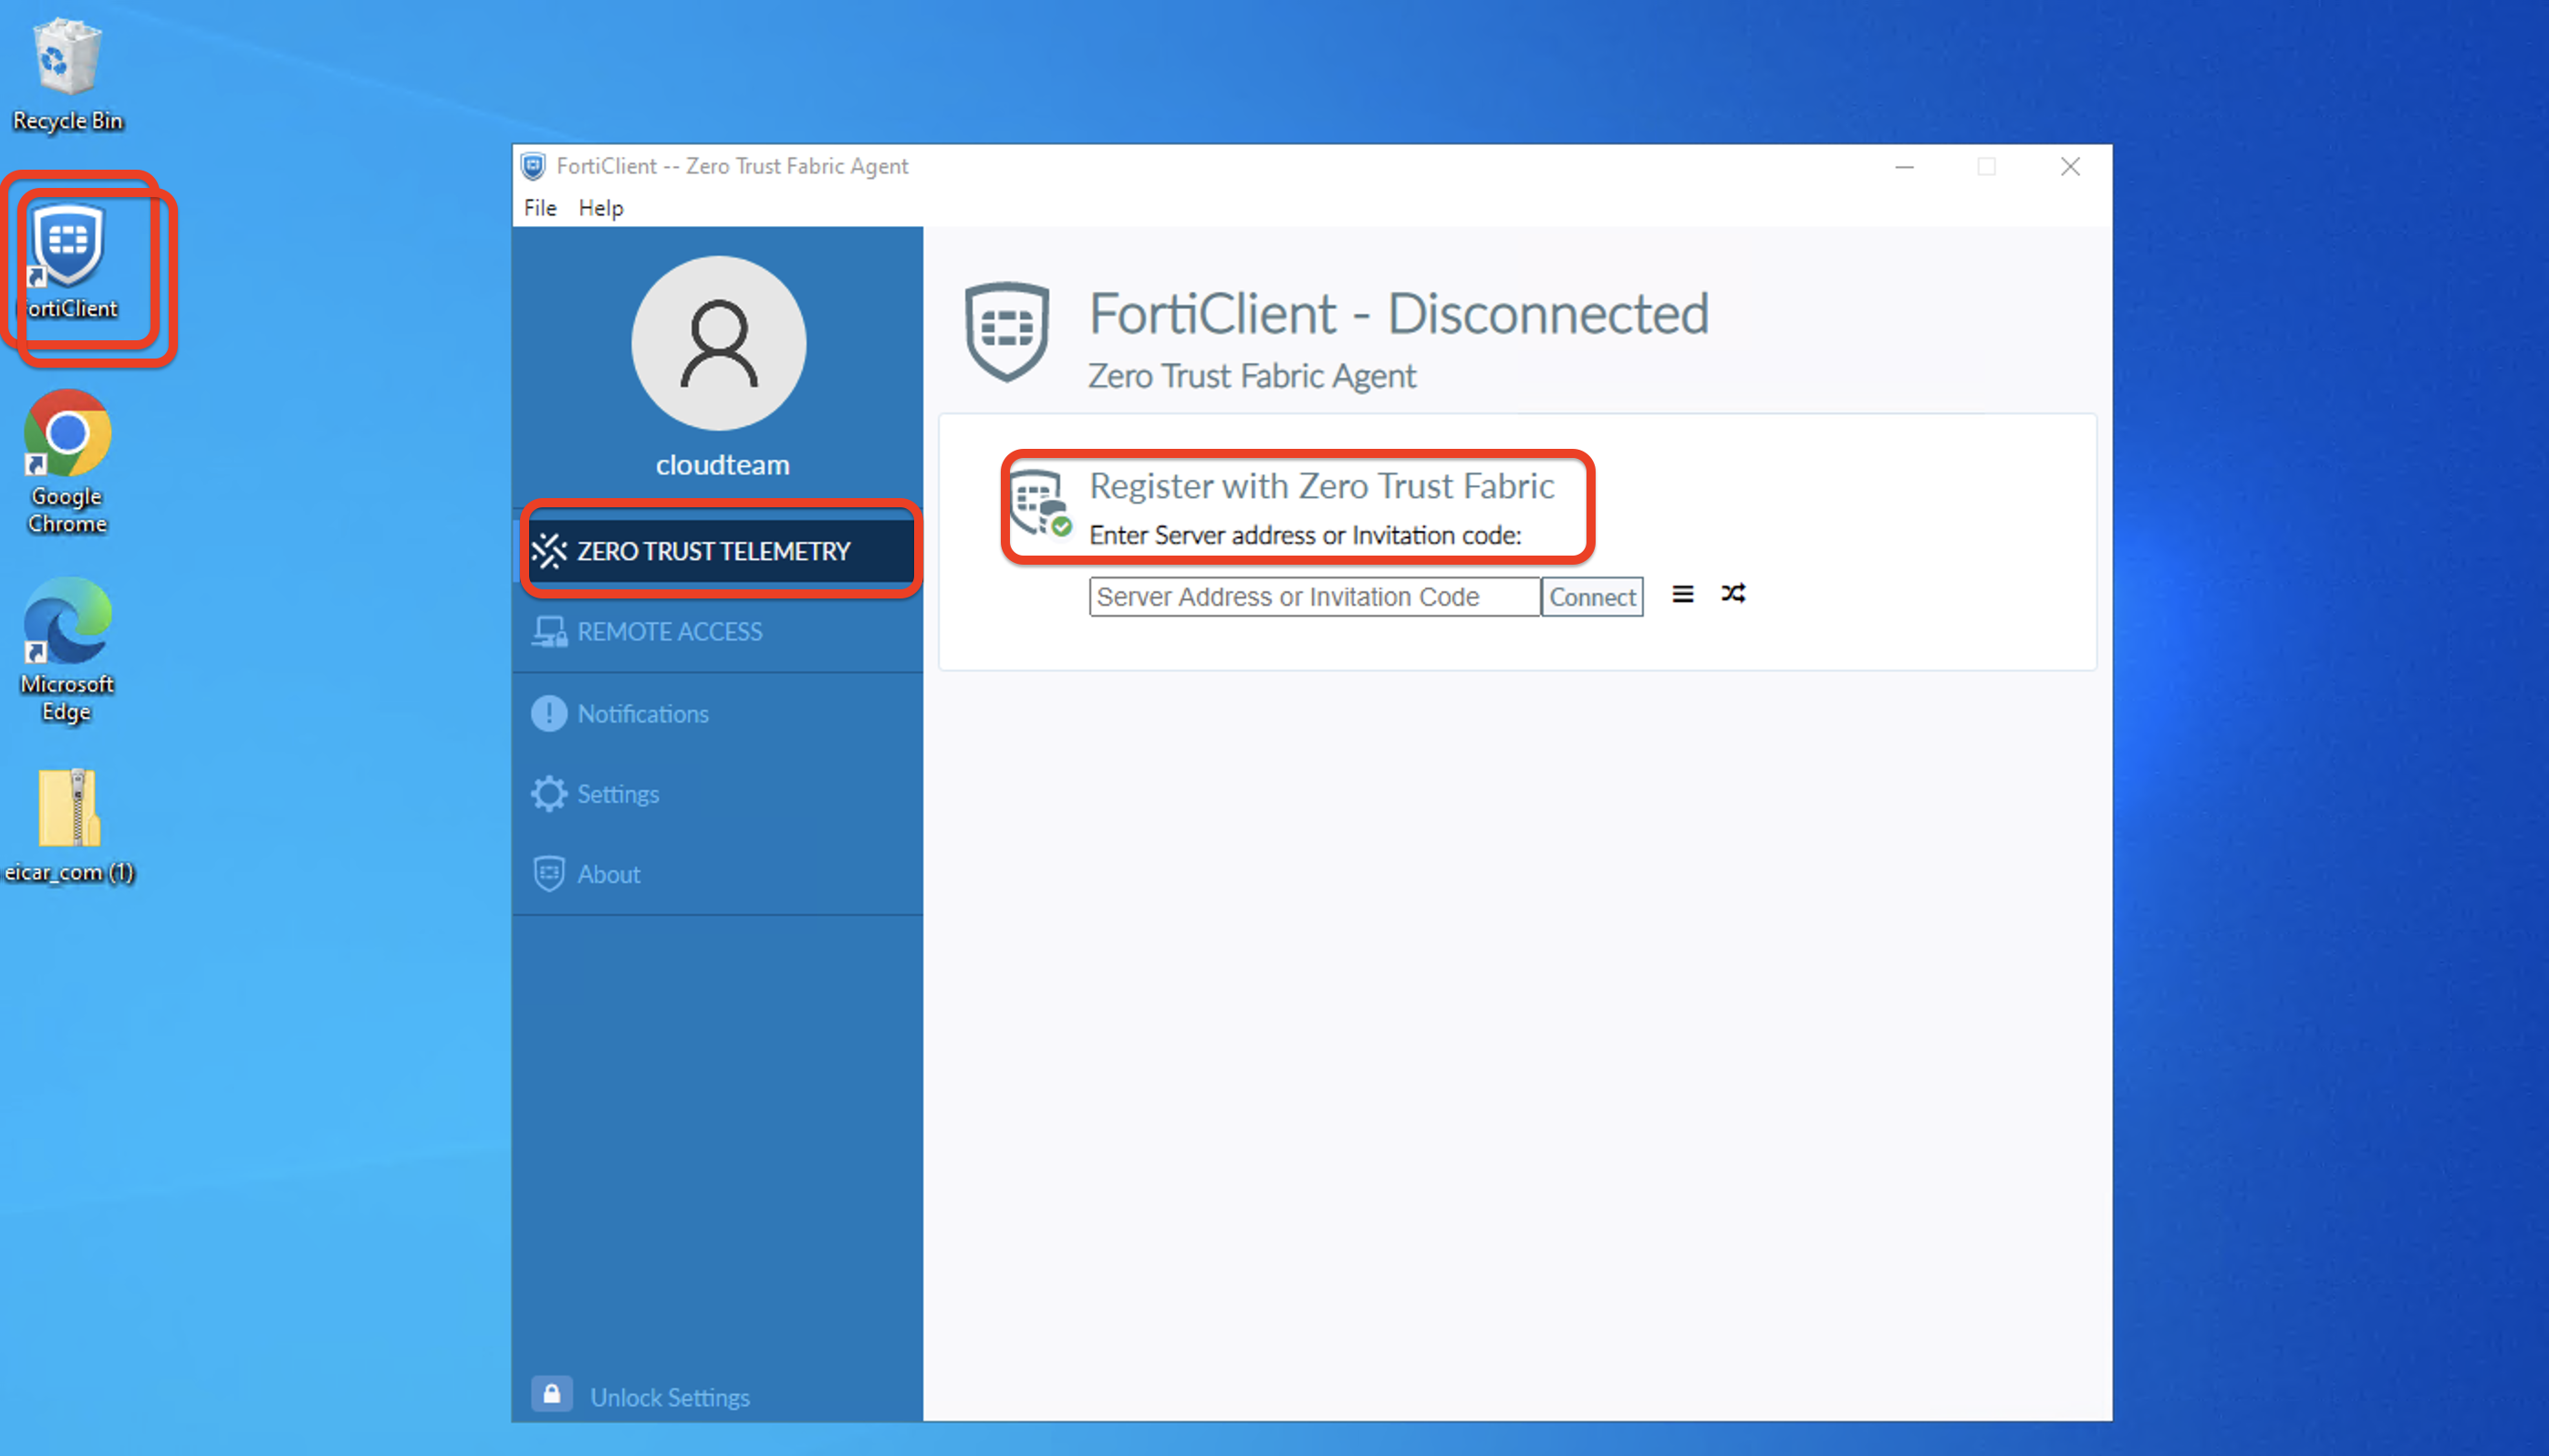 Recycle Bin
FortiClient
Google
Chrome
Microsoft
Edge
eicar_com (1)
FortiClient -- Zero Trust Fabric Agent
File Help
cloudteam
ZERO TRUST TELEMETRY
REMOTE ACCESS
Notifications
Settings
About
Unlock Settings
FortiClient - Disconnected
Zero Trust Fabric Agent
Register with Zero Trust Fabric
Enter Server address or Invitation code:
Server Address or Invitation Code Connect